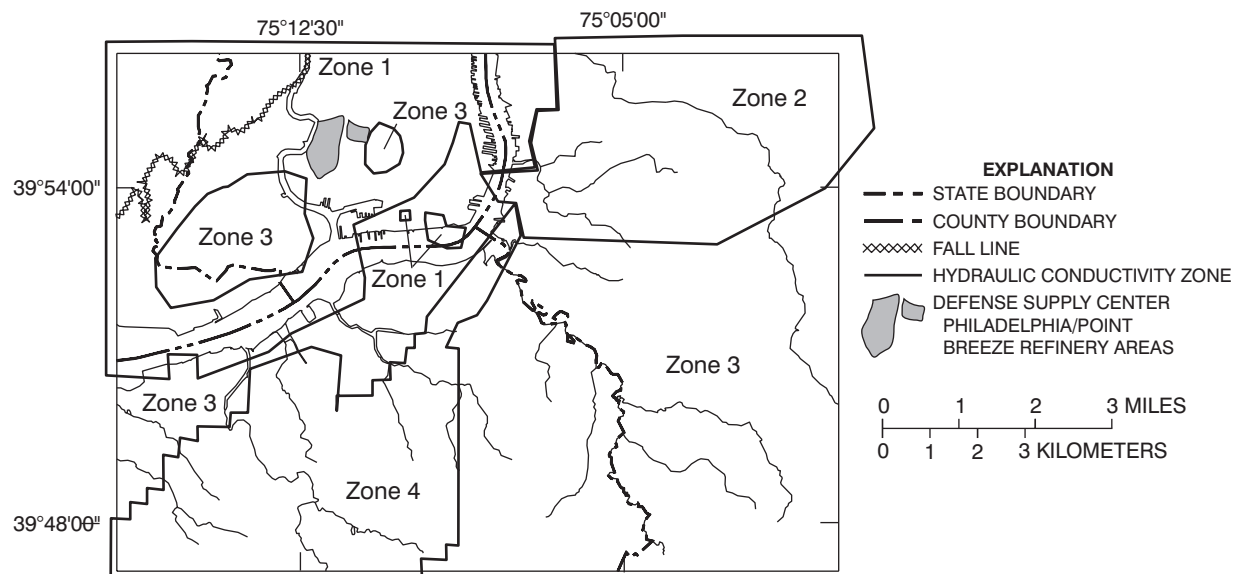 75°12'30"
75°05'00"
Zone 1
Zone 3
Zone 2
39°54'00"
Zone 3
Zone 1
Zone 3
Zone 3
Zone 4
39°48'00"
EXPLANATION
STATE BOUNDARY
COUNTY BOUNDARY
FALL LINE
HYDRAULIC CONDUCTIVITY ZONE
DEFENSE SUPPLY CENTER
PHILADELPHIA/POINT
BREEZE REFINERY AREAS
0 1 2 3 MILES
0 1 2 3 KILOMETERS